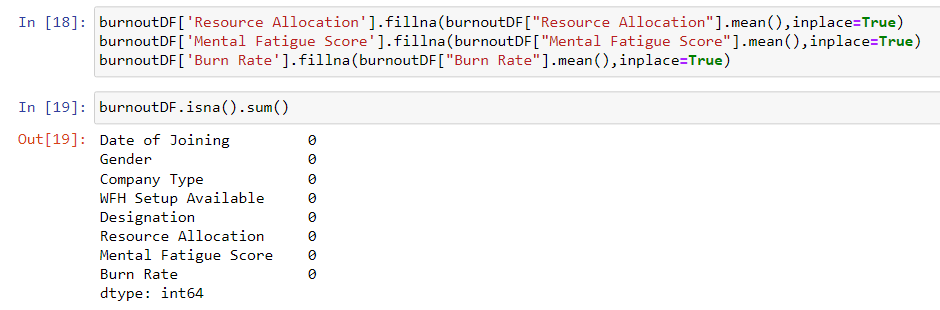 In [18]: burnoutDF['Resource Allocation'].fillna(burnoutDF["Resource Allocation"].mean(),inplace=True)
burnoutDF['Mental Fatigue Score'].fillna(burnoutDF["Mental Fatigue Score"].mean(),inplace=True)
burnoutDF['Burn Rate'].fillna(burnoutDF["Burn Rate"].mean(),inplace=True)
In [19]: burnoutDF.isna().sum()
Out[19]: Date of Joining 0
Gender 0
Company Type 0
WFH Setup Available 0
Designation 0
Resource Allocation 0
Mental Fatigue Score 0
Burn Rate 0
dtype: int64